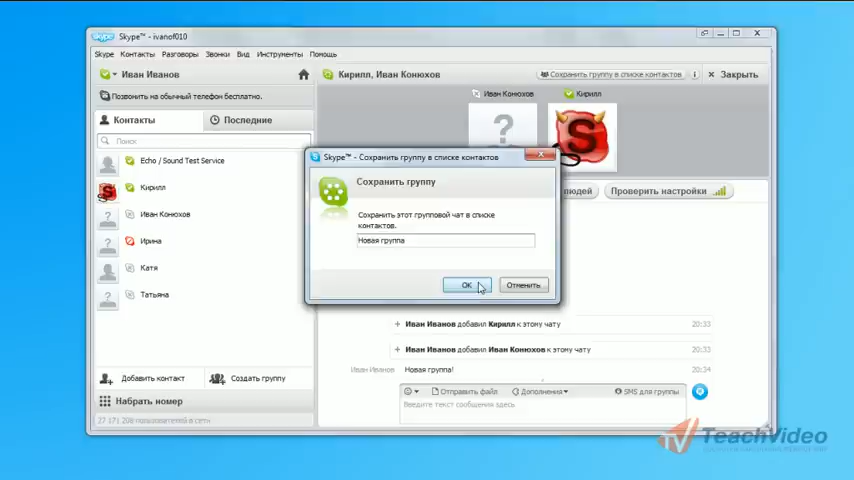 Skype™ - ivanof010
Skype Контакты Разговоры Звонки Вид Инструменты Помощь
Иван Иванов
Кирилл, Иван Конюхов
Сохранить группу в списке контактов
Закрыть
Позвонить на обычный телефон бесплатно.
Иван Конюхов
Кирилл
Контакты
Последние
Поиск
Echo / Sound Test Service
Кирилл
Иван Конюхов
Ирина
Катя
Татьяна
Skype™ - Сохранить группу в списке контактов
Сохранить группу
Сохранить этот групповой чат в списке
контактов.
Новая группа
OK
Отменить
людей
Проверить настройки
Иван Иванов добавил Кирилл к этому чату 20:33
Иван Иванов добавил Иван Конюхов к этому чату 20:33
Иван Иванов Новая группа! 20:34
Отправить файл
Дополнения
SMS для группы
Введите текст сообщения здесь
Добавить контакт
Создать группу
Набрать номер
27 171 208 пользователей в сети
TeachVideo